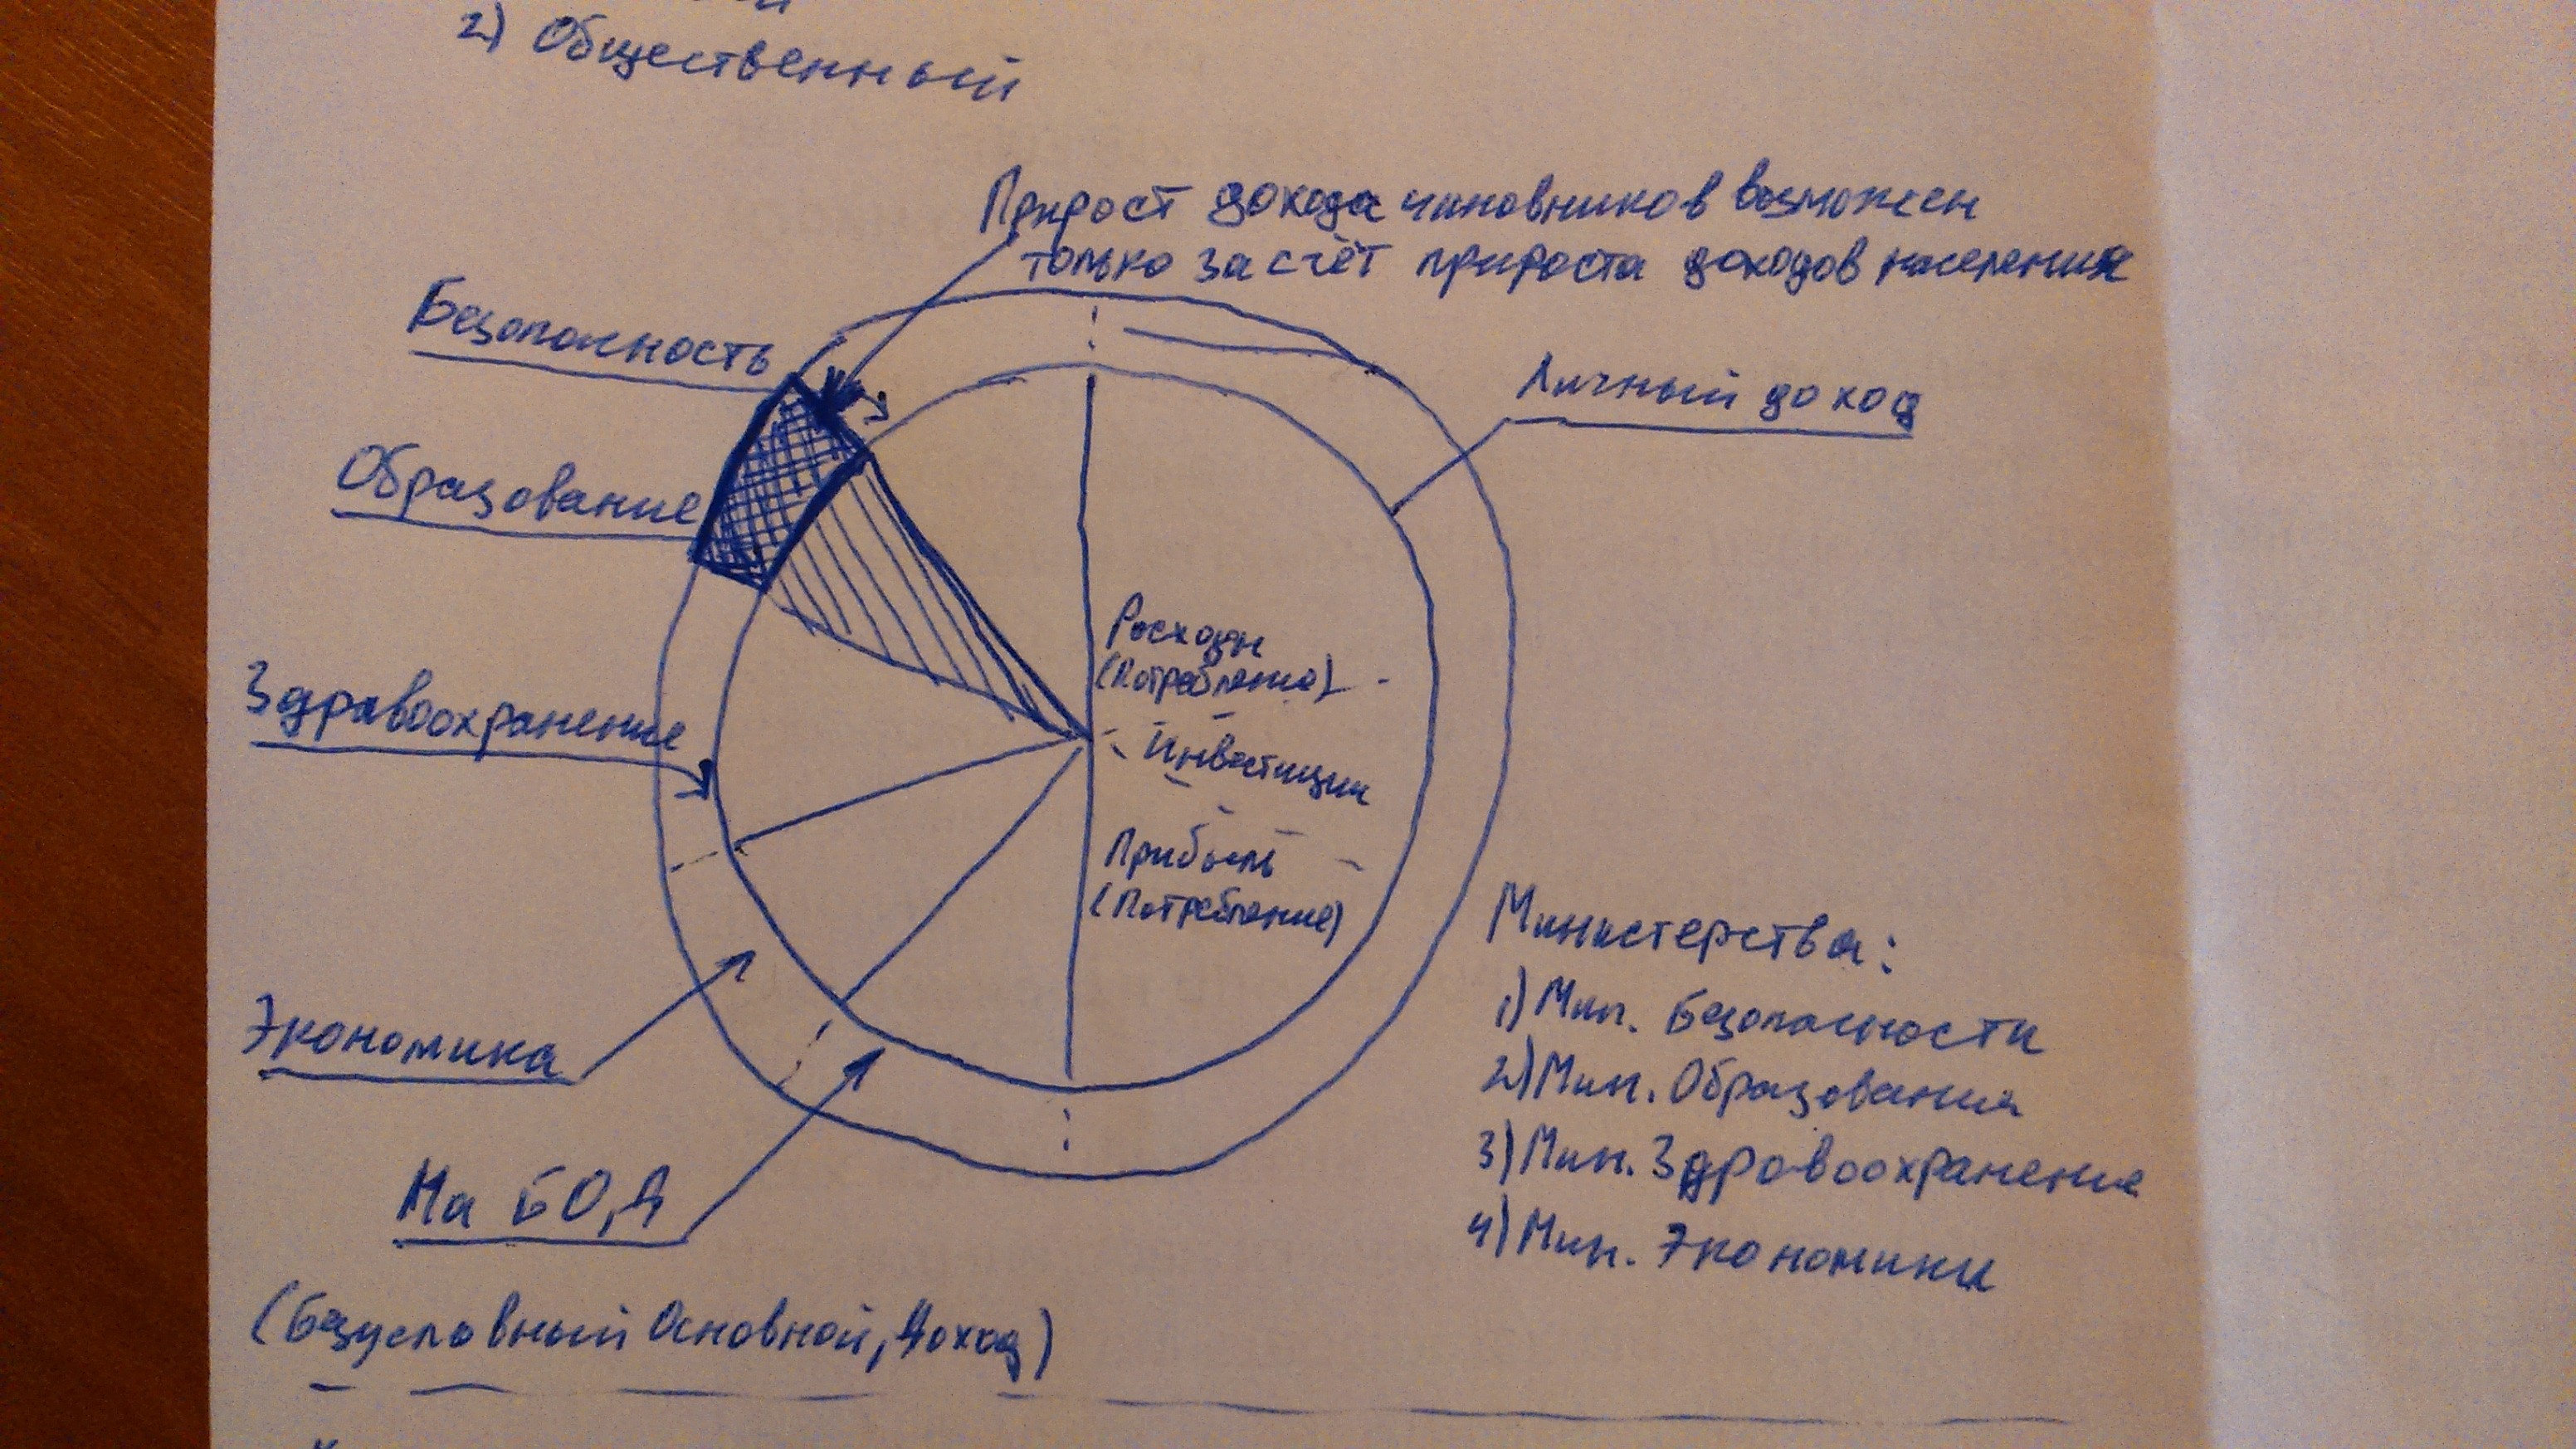 2) Общественный
Прирост дохода чиновников возможен
только за счёт прироста доходов населения
Безопасность
Личный доход
Образование
Расходы
(Потребление)
Здравоохранение
Инвестиции
Прибыль
(Потребление)
Министерства:
1) Мин. Безопасности
2) Мин. Образования
3) Мин. Здравоохранение
4) Мин. Экономики
Экономика
На БОД
(Безусловный Основной Доход)